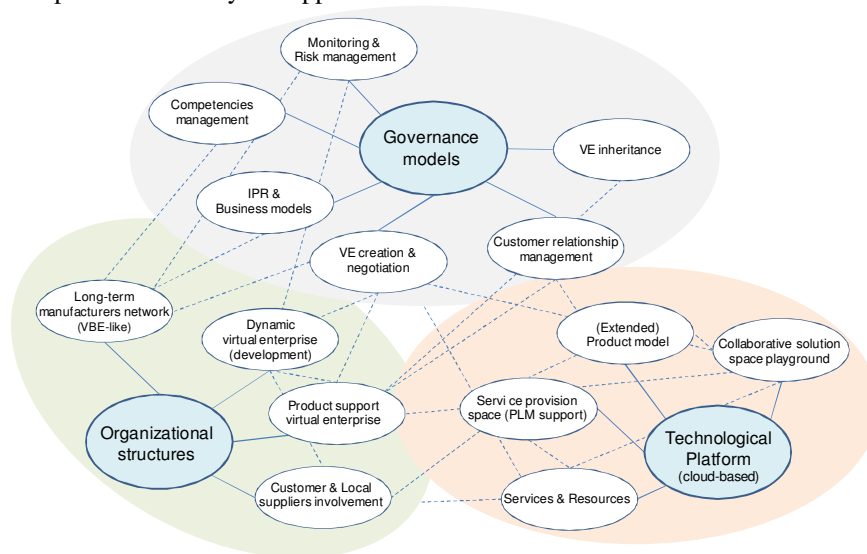 Monitoring &
Risk management
Competencies
management
Governance
models
VE inheritance
IPR &
Business models
VE creation &
negotiation
Customer relationship
management
Long-term
manufacturers network
(VBE-like)
Dynamic
virtual enterprise
(development)
(Extended)
Product model
Collaborative solution
space playground
Product support
virtual enterprise
Service provision
space (PLM support)
Organizational
structures
Technological
Platform
(cloud-based)
Customer & Local
suppliers involvement
Services & Resources